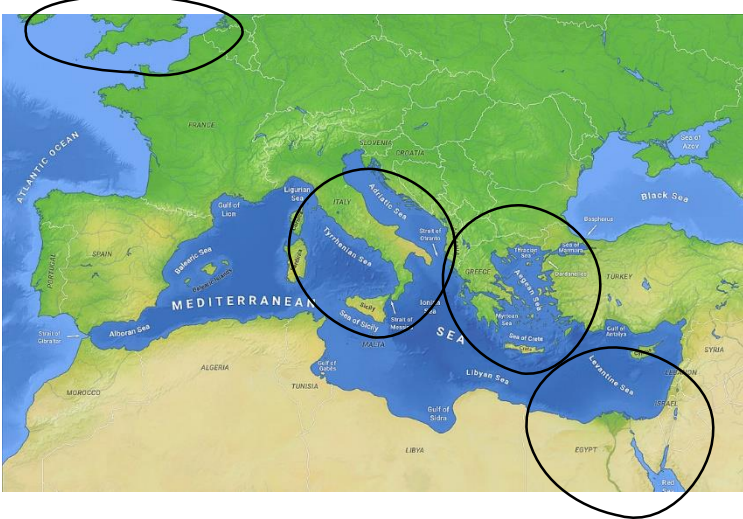 Sea of
Azov
FRANCE
SLOVENIA
CROATIA
ATLANTIC OCEAN
Ligurian
Sea
ITALY
Adriatic Sea
Black Sea
Gulf of
Lion
Bosphorus
Strait of
Otranto
Tyrrhenian Sea
Thracian
Sea
Sea of
Marmara
PORTUGAL
SPAIN
Balearic Sea
Balearic Islands
GREECE
Aegean Sea
Dardanelles
TURKEY
MEDITERRANEAN
SEA
Sicily
Ionian
Sea
Strait of
Gibraltar
Alboran Sea
Sea of Sicily
Strait of
Messina
Myrtoan
Sea
Sea of Crete
Crete
Gulf of
Antalya
MALTA
SYRIA
ALGERIA
Gulf of
Gabès
TUNISIA
Libyan Sea
Levantine Sea
LEBANON
MOROCCO
ISRAEL
Gulf of
Sidra
LIBYA
EGYPT
Red